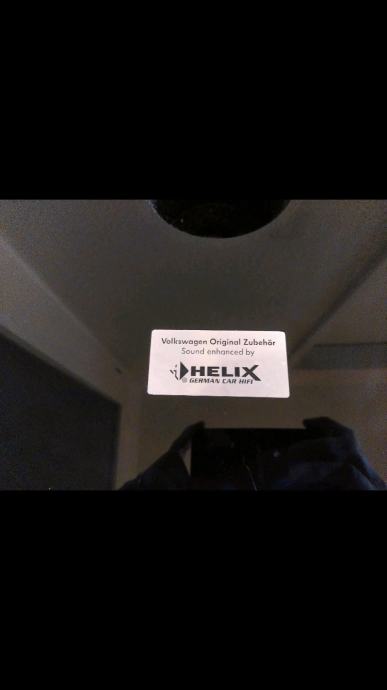 Volkswagen Original Zubehör
Sound enhanced by
HELIX
GERMAN CAR HIFI